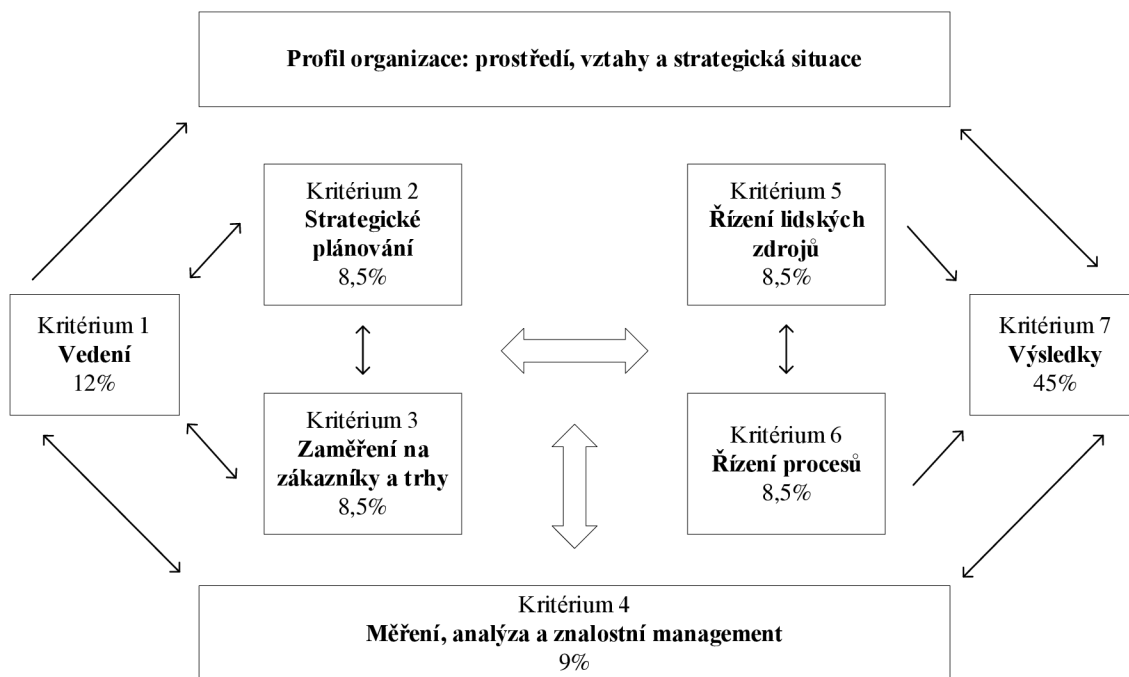 Profil organizace: prostředí, vztahy a strategická situace
Kritérium 2
Strategické
plánování
8,5%
Kritérium 5
Řízení lidských
zdrojů
8,5%
Kritérium 1
Vedení
12%
Kritérium 7
Výsledky
45%
Kritérium 3
Zaměření na
zákazníky a trhy
8,5%
Kritérium 6
Řízení procesů
8,5%
Kritérium 4
Měření, analýza a znalostní management
9%